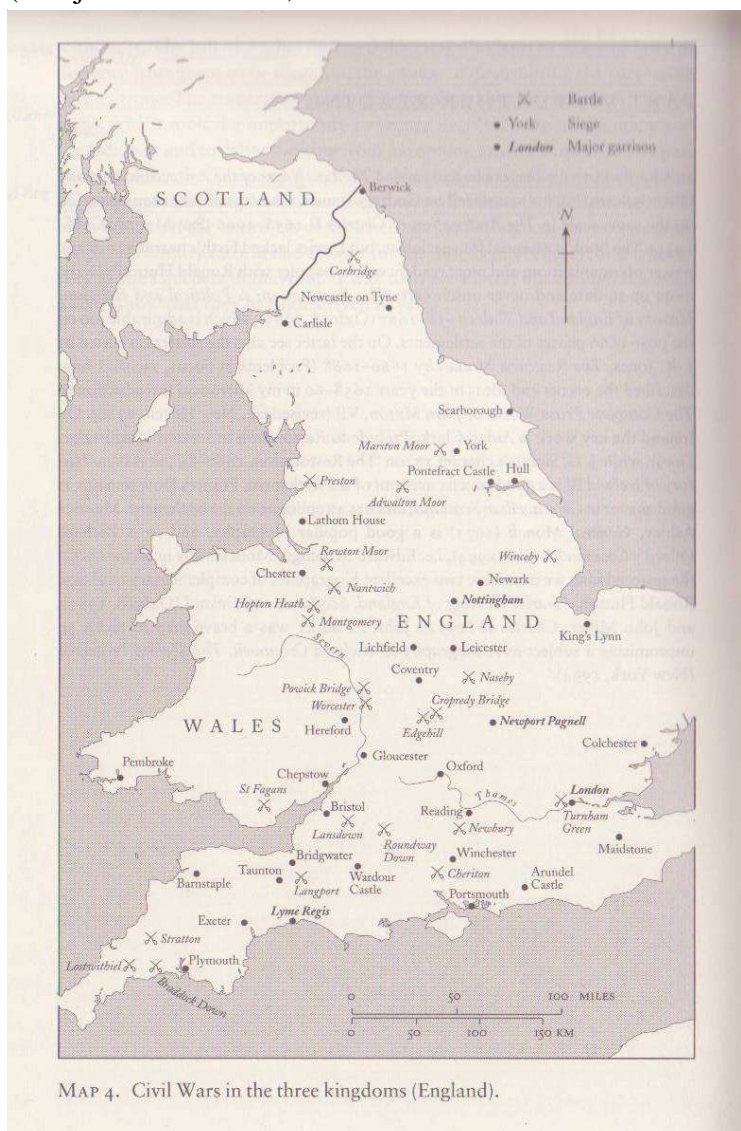 Battle
York Siege
London Major garrison
SCOTLAND
Berwick
N
Corbridge
Newcastle on Tyne
Carlisle
Scarborough
Marston Moor
York
Pontefract Castle
Hull
Preston
Adwalton Moor
Lathom House
Rowton Moor
Winceby
Chester
Newark
Nantwich
Nottingham
Hopton Heath
Montgomery
ENGLAND
King's Lynn
Severn
Lichfield
Leicester
Coventry
Naseby
Powick Bridge
Cropredy Bridge
Worcester
WALES
Hereford
Edgehill
Newport Pagnell
Colchester
Gloucester
Pembroke
Oxford
Chepstow
St Fagans
Thames
London
Bristol
Reading
Turnham
Green
Lansdown
Roundway
Down
Newbury
Maidstone
Bridgwater
Winchester
Taunton
Barnstaple
Langport
Wardour
Castle
Cheriton
Arundel
Castle
Portsmouth
Exeter
Lyme Regis
Stratton
Lostwithiel
Plymouth
Braddock Down
0 50 100 MILES
0 50 100 150 KM
MAP 4. Civil Wars in the three kingdoms (England).